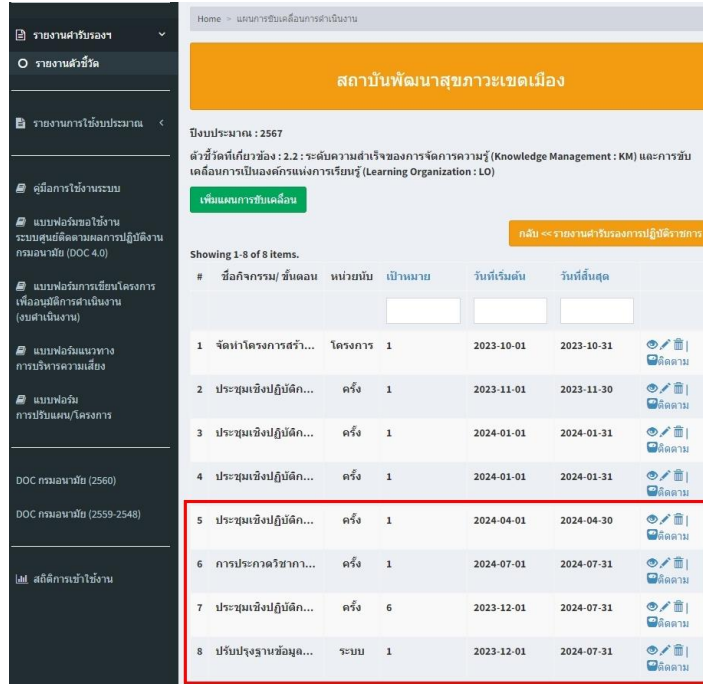 รายงานคำรับรองฯ
รายงานตัวชี้วัด
รายงานการใช้งบประมาณ
คู่มือการใช้งานระบบ
แบบฟอร์มขอใช้งาน
ระบบศูนย์ติดตามผลการปฏิบัติงาน
กรมอนามัย (DOC 4.0)
แบบฟอร์มการเขียนโครงการ
เพื่ออนุมัติการดำเนินงาน
(งบดำเนินงาน)
แบบฟอร์มแนวทาง
การบริหารความเสี่ยง
แบบฟอร์ม
การปรับแผน/โครงการ
DOC กรมอนามัย (2560)
DOC กรมอนามัย (2559-2548)
สถิติการเข้าใช้งาน
Home > แผนการขับเคลื่อนการดำเนินงาน
สถาบันพัฒนาสุขภาวะเขตเมือง
ปีงบประมาณ : 2567
ตัวชี้วัดที่เกี่ยวข้อง : 2.2 : ระดับความสำเร็จของการจัดการความรู้ (Knowledge Management : KM) และการขับ
เคลื่อนการเป็นองค์กรแห่งการเรียนรู้ (Learning Organization : LO)
เพิ่มแผนการขับเคลื่อน
กลับ << รายงานคำรับรองการปฏิบัติราชการ
Showing 1-8 of 8 items.
# ชื่อกิจกรรม/ ขั้นตอน หน่วยนับ เป้าหมาย วันที่เริ่มต้น วันที่สิ้นสุด
1 จัดทำโครงการสร้า... โครงการ 1 2023-10-01 2023-10-31 |
ติดตาม
2 ประชุมเชิงปฏิบัติก... ครั้ง 1 2023-11-01 2023-11-30 |
ติดตาม
3 ประชุมเชิงปฏิบัติก... ครั้ง 1 2024-01-01 2024-01-31 |
ติดตาม
4 ประชุมเชิงปฏิบัติก... ครั้ง 1 2024-01-01 2024-01-31 |
ติดตาม
5 ประชุมเชิงปฏิบัติก... ครั้ง 1 2024-04-01 2024-04-30 |
ติดตาม
6 การประกวดวิชากา... ครั้ง 1 2024-07-01 2024-07-31 |
ติดตาม
7 ประชุมเชิงปฏิบัติก... ครั้ง 6 2023-12-01 2024-07-31 |
ติดตาม
8 ปรับปรุงฐานข้อมูล... ระบบ 1 2023-12-01 2024-07-31 |
ติดตาม